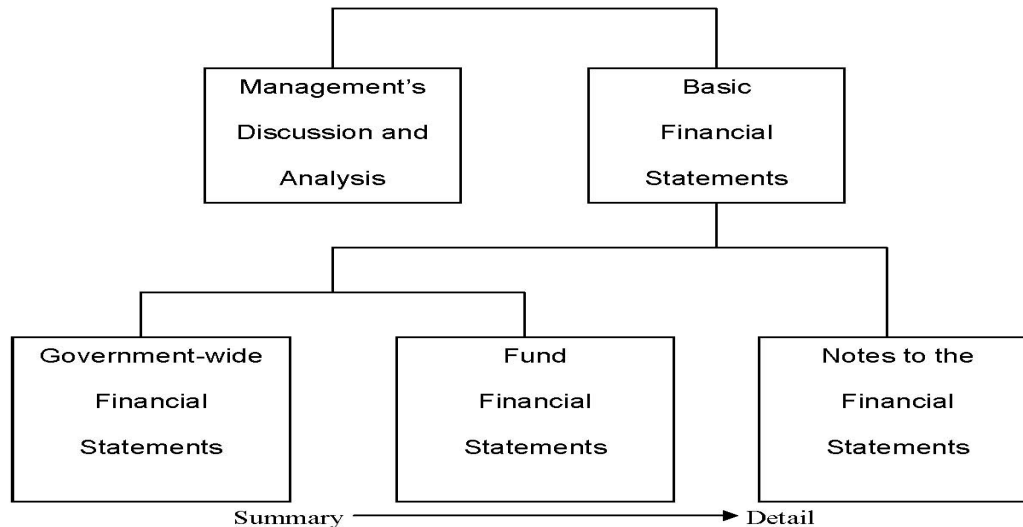 Management's
Discussion and
Analysis
Basic
Financial
Statements
Government-wide
Financial
Statements
Fund
Financial
Statements
Notes to the
Financial
Statements
Summary
Detail